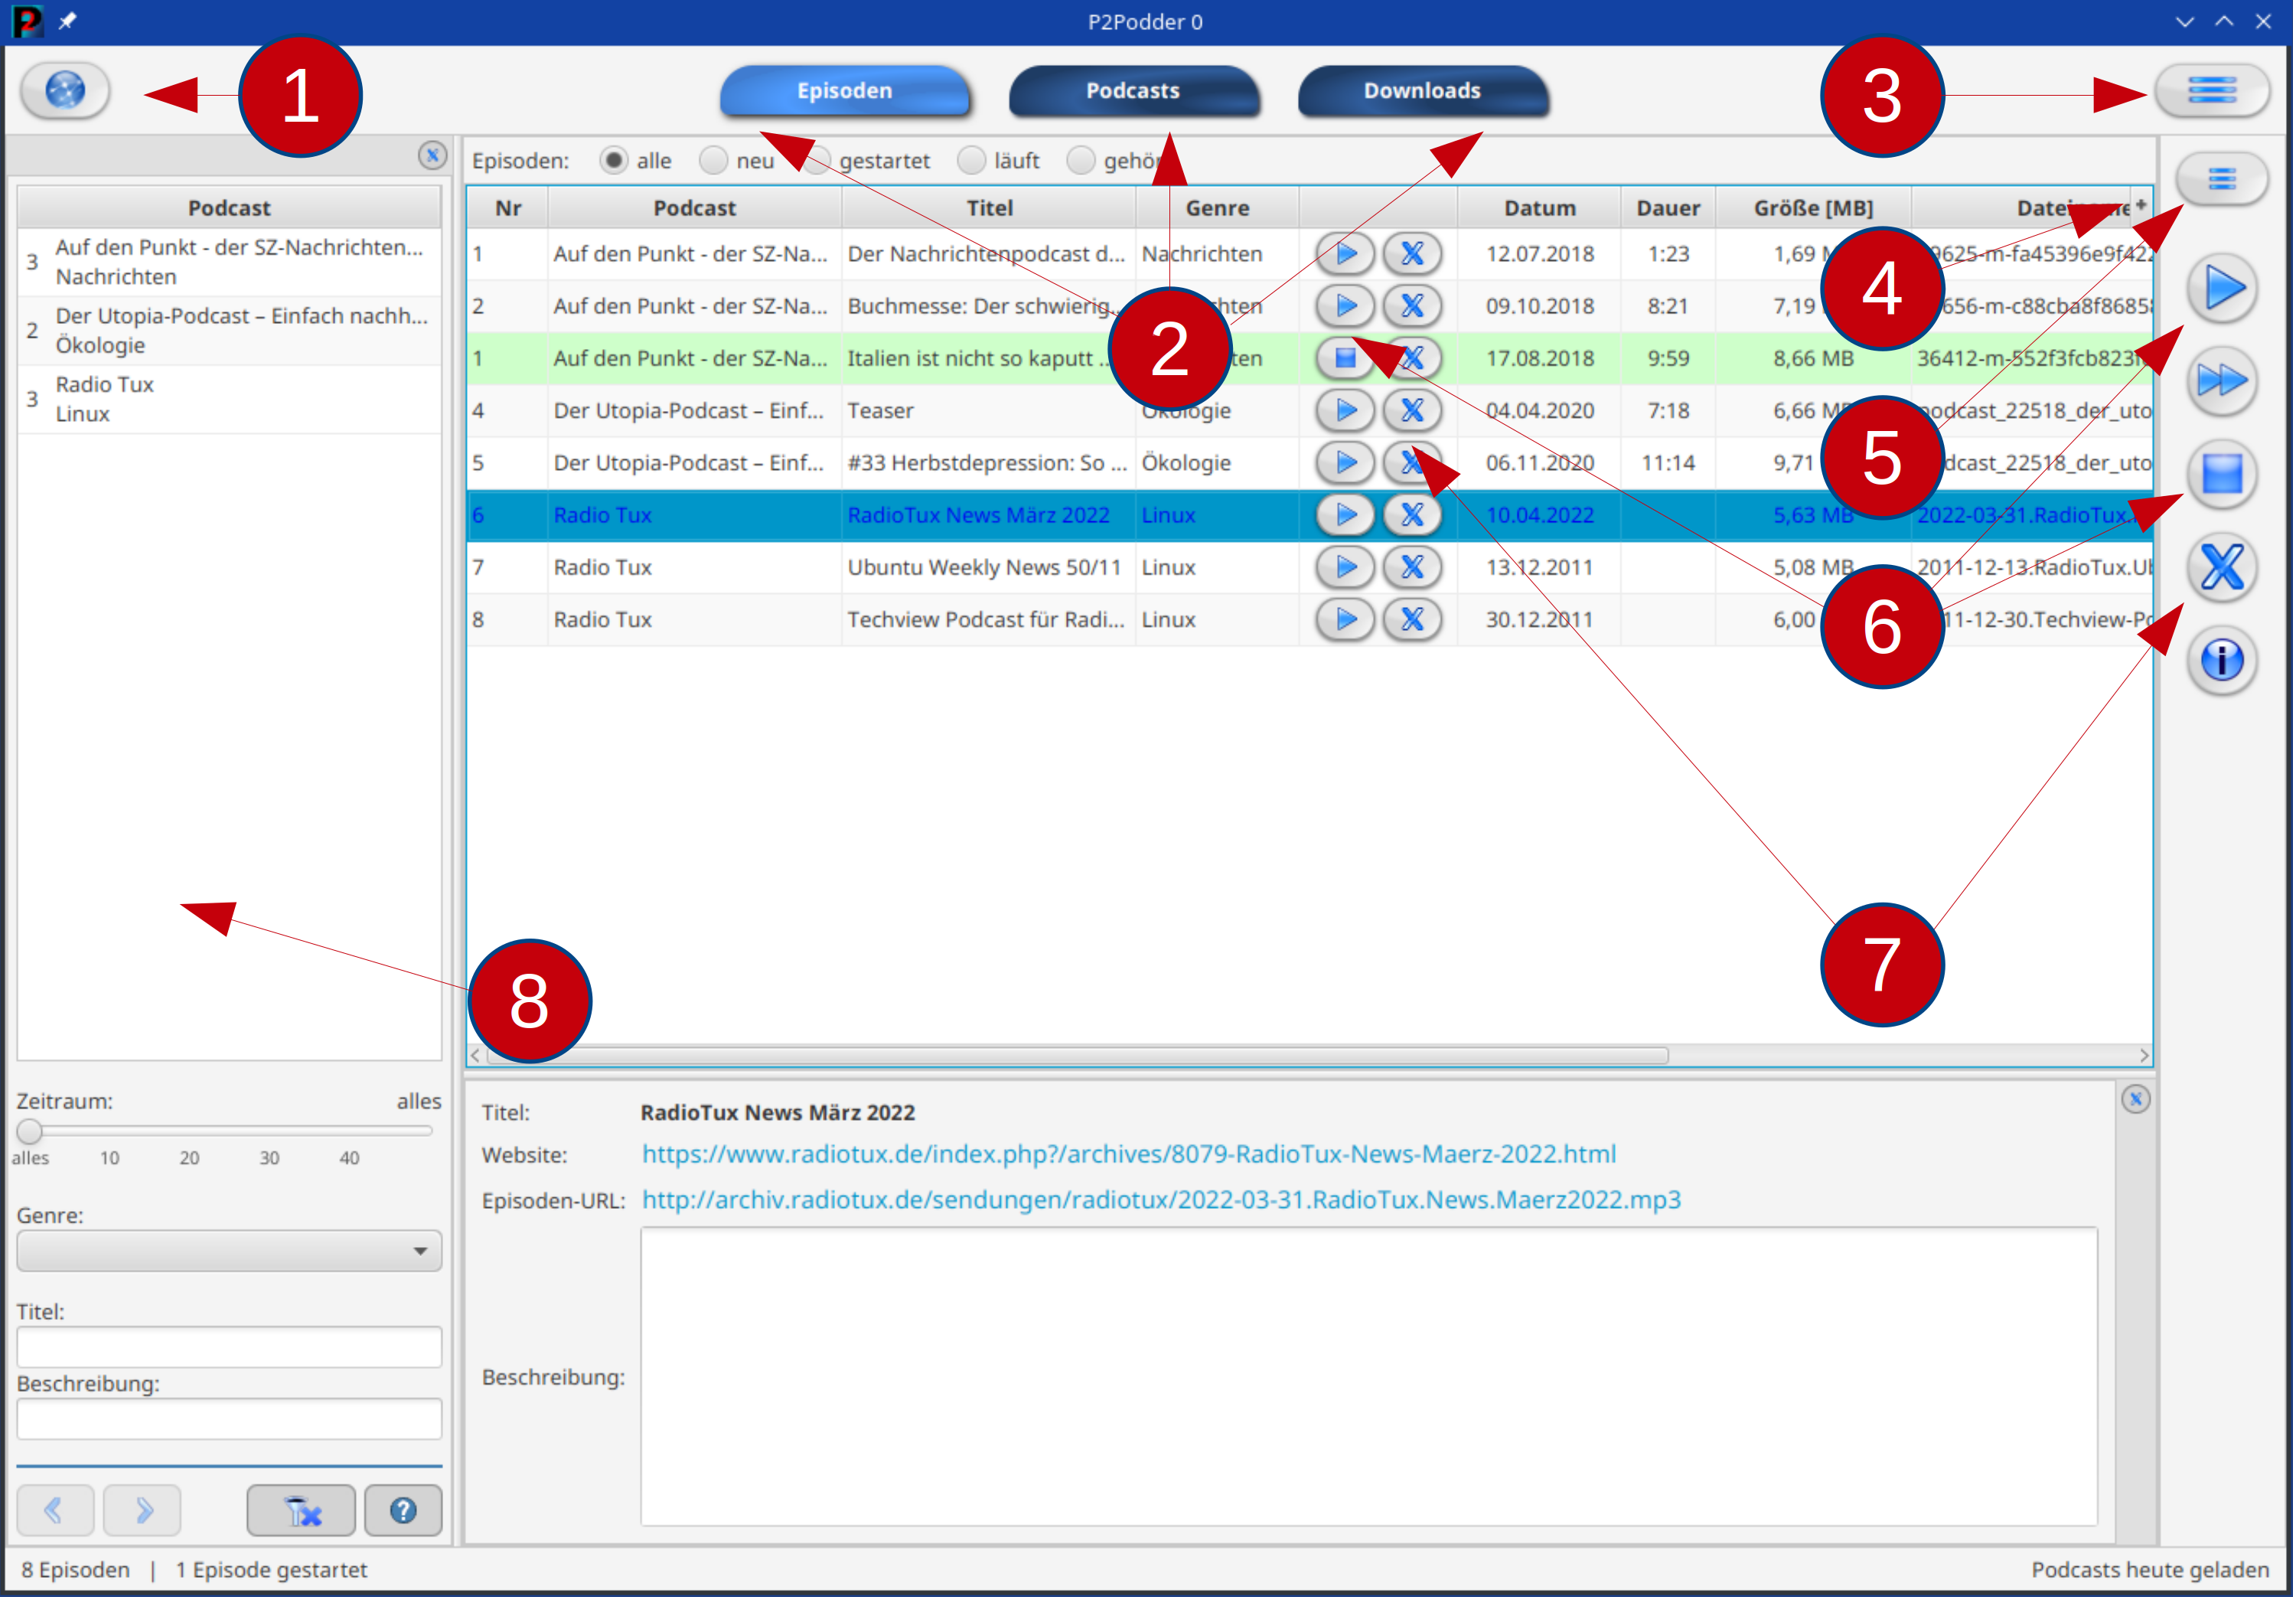 P2Podder 0
1
Episoden
Podcasts
Downloads
3
Episoden: alle neu gestartet läuft
Podcast
3 Auf den Punkt - der SZ-Nachrichten...
Nachrichten
2 Der Utopia-Podcast – Einfach nachh...
Ökologie
3 Radio Tux
Linux
Nr Podcast Titel Genre Datum Dauer Größe [MB]
1 Auf den Punkt - der SZ-Na... Der Nachrichtenpodcast d... Nachrichten 12.07.2018 1:23 1,69
2 Auf den Punkt - der SZ-Na... Buchmesse: Der schwierig... 09.10.2018 8:21 7,19
1 Auf den Punkt - der SZ-Na... Italien ist nicht so kaputt ... 17.08.2018 9:59 8,66 MB 36412-m-552f3fcb823
4 Der Utopia-Podcast – Einf... Teaser Ökologie 04.04.2020 7:18 6,66 MB podcast_22518_der_uto
5 Der Utopia-Podcast – Einf... #33 Herbstdepression: So ... Ökologie 06.11.2020 11:14 9,71 dcast_22518_der_uto
6 Radio Tux RadioTux News März 2022 Linux 10.04.2022 5,63 MB 2022-03-31.RadioTux.
7 Radio Tux Ubuntu Weekly News 50/11 Linux 13.12.2011 5,08 MB 2011-12-13.RadioTux.Ub
8 Radio Tux Techview Podcast für Radi... Linux 30.12.2011 6,00 11-12-30.Techview-Po
2
4
5
6
7
8
Zeitraum: alles
alles 10 20 30 40
Genre:
Titel:
Beschreibung:
Titel: RadioTux News März 2022
Website: https://www.radiotux.de/index.php?/archives/8079-RadioTux-News-Maerz-2022.html
Episoden-URL: http://archiv.radiotux.de/sendungen/radiotux/2022-03-31.RadioTux.News.Maerz2022.mp3
Beschreibung:
8 Episoden | 1 Episode gestartet
Podcasts heute geladen